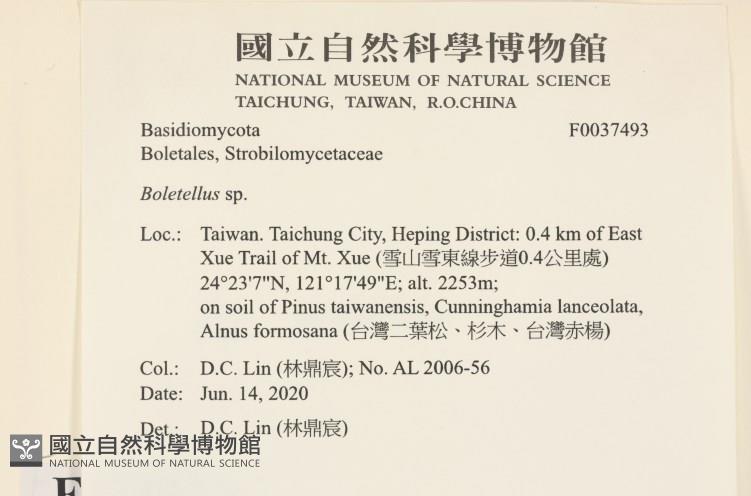 國立自然科學博物館
NATIONAL MUSEUM OF NATURAL SCIENCE
TAICHUNG, TAIWAN, R.O.CHINA
Basidiomycota F0037493
Boletales, Strobilomycetaceae
Boletellus sp.
Loc.: Taiwan. Taichung City, Heping District: 0.4 km of East
Xue Trail of Mt. Xue (雪山雪東線步道0.4公里處)
24°23'7"N, 121°17'49"E; alt. 2253m;
on soil of Pinus taiwanensis, Cunninghamia lanceolata,
Alnus formosana (台灣二葉松、杉木、台灣赤楊)
Col.: D.C. Lin (林鼎宸); No. AL 2006-56
Date: Jun. 14, 2020
Det.: D.C. Lin (林鼎宸)
國立自然科學博物館
NATIONAL MUSEUM OF NATURAL SCIENCE